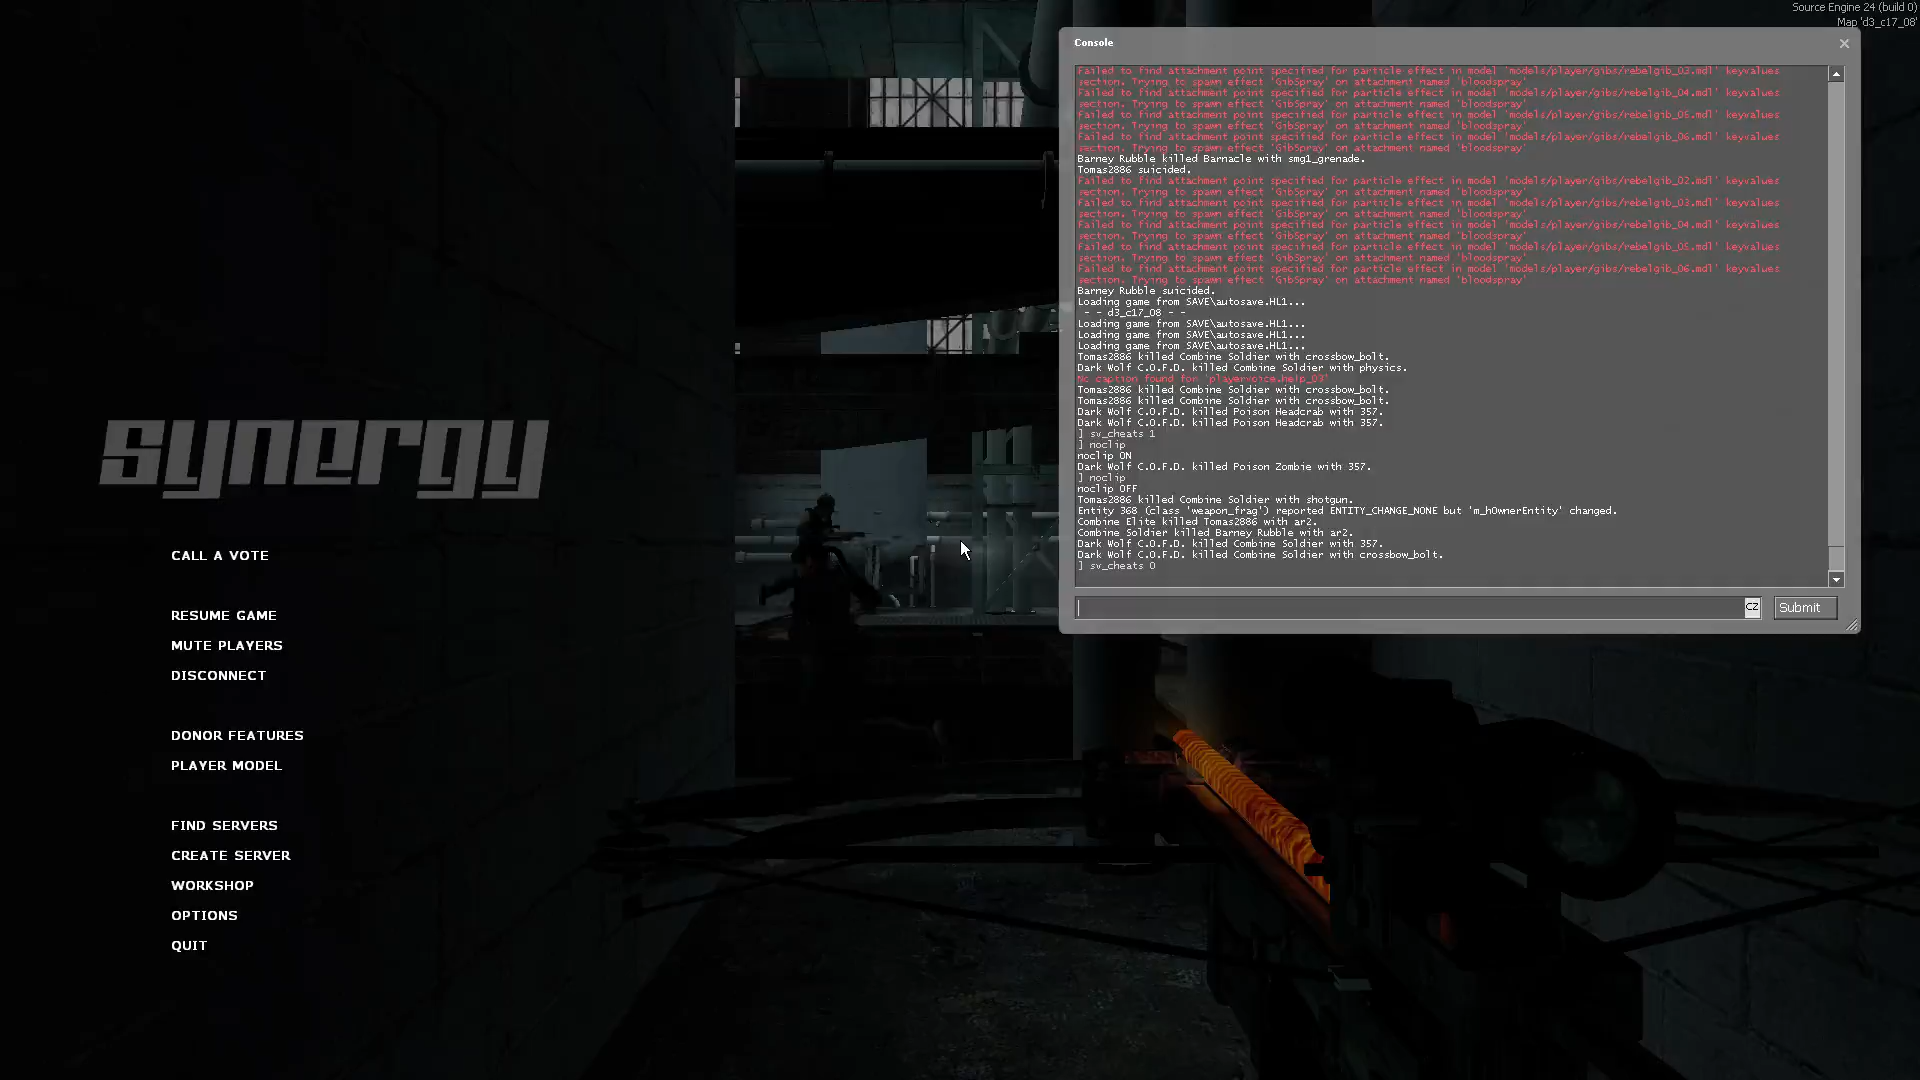 Source Engine 24 (build 0)
Map 'd3_c17_08'
Console
Failed to find attachment point specified for particle effect in model 'models/player/gibs/rebelgib_03.mdl' keyvalues
section. Trying to spawn effect 'GibSpray' on attachment named 'bloodspray'
Failed to find attachment point specified for particle effect in model 'models/player/gibs/rebelgib_04.mdl' keyvalues
section. Trying to spawn effect 'GibSpray' on attachment named 'bloodspray'
Failed to find attachment point specified for particle effect in model 'models/player/gibs/rebelgib_05.mdl' keyvalues
section. Trying to spawn effect 'GibSpray' on attachment named 'bloodspray'
Failed to find attachment point specified for particle effect in model 'models/player/gibs/rebelgib_06.mdl' keyvalues
section. Trying to spawn effect 'GibSpray' on attachment named 'bloodspray'
Barney Rubble killed Barnacle with smg1_grenade.
Tomas2886 suicided.
Failed to find attachment point specified for particle effect in model 'models/player/gibs/rebelgib_02.mdl' keyvalues
section. Trying to spawn effect 'GibSpray' on attachment named 'bloodspray'
Failed to find attachment point specified for particle effect in model 'models/player/gibs/rebelgib_03.mdl' keyvalues
section. Trying to spawn effect 'GibSpray' on attachment named 'bloodspray'
Failed to find attachment point specified for particle effect in model 'models/player/gibs/rebelgib_04.mdl' keyvalues
section. Trying to spawn effect 'GibSpray' on attachment named 'bloodspray'
Failed to find attachment point specified for particle effect in model 'models/player/gibs/rebelgib_05.mdl' keyvalues
section. Trying to spawn effect 'GibSpray' on attachment named 'bloodspray'
Failed to find attachment point specified for particle effect in model 'models/player/gibs/rebelgib_06.mdl' keyvalues
section. Trying to spawn effect 'GibSpray' on attachment named 'bloodspray'
Barney Rubble suicided.
Loading game from SAVE\autosave.HL1...
- - d3_c17_08 - -
Loading game from SAVE\autosave.HL1...
Loading game from SAVE\autosave.HL1...
Loading game from SAVE\autosave.HL1...
Tomas2886 killed Combine Soldier with crossbow_bolt.
Dark Wolf C.O.F.D. killed Combine Soldier with physics.
No caption found for 'playervoice.help_03'
Tomas2886 killed Combine Soldier with crossbow_bolt.
Tomas2886 killed Combine Soldier with crossbow_bolt.
Dark Wolf C.O.F.D. killed Poison Headcrab with 357.
Dark Wolf C.O.F.D. killed Poison Headcrab with 357.
] sv_cheats 1
] noclip
noclip ON
Dark Wolf C.O.F.D. killed Poison Zombie with 357.
] noclip
noclip OFF
Tomas2886 killed Combine Soldier with shotgun.
Entity 368 (class 'weapon_frag') reported ENTITY_CHANGE_NONE but 'm_hOwnerEntity' changed.
Combine Elite killed Tomas2886 with ar2.
Combine Soldier killed Barney Rubble with ar2.
Dark Wolf C.O.F.D. killed Combine Soldier with 357.
Dark Wolf C.O.F.D. killed Combine Soldier with crossbow_bolt.
] sv_cheats 0
CZ
Submit
synergy
CALL A VOTE
RESUME GAME
MUTE PLAYERS
DISCONNECT
DONOR FEATURES
PLAYER MODEL
FIND SERVERS
CREATE SERVER
WORKSHOP
OPTIONS
QUIT